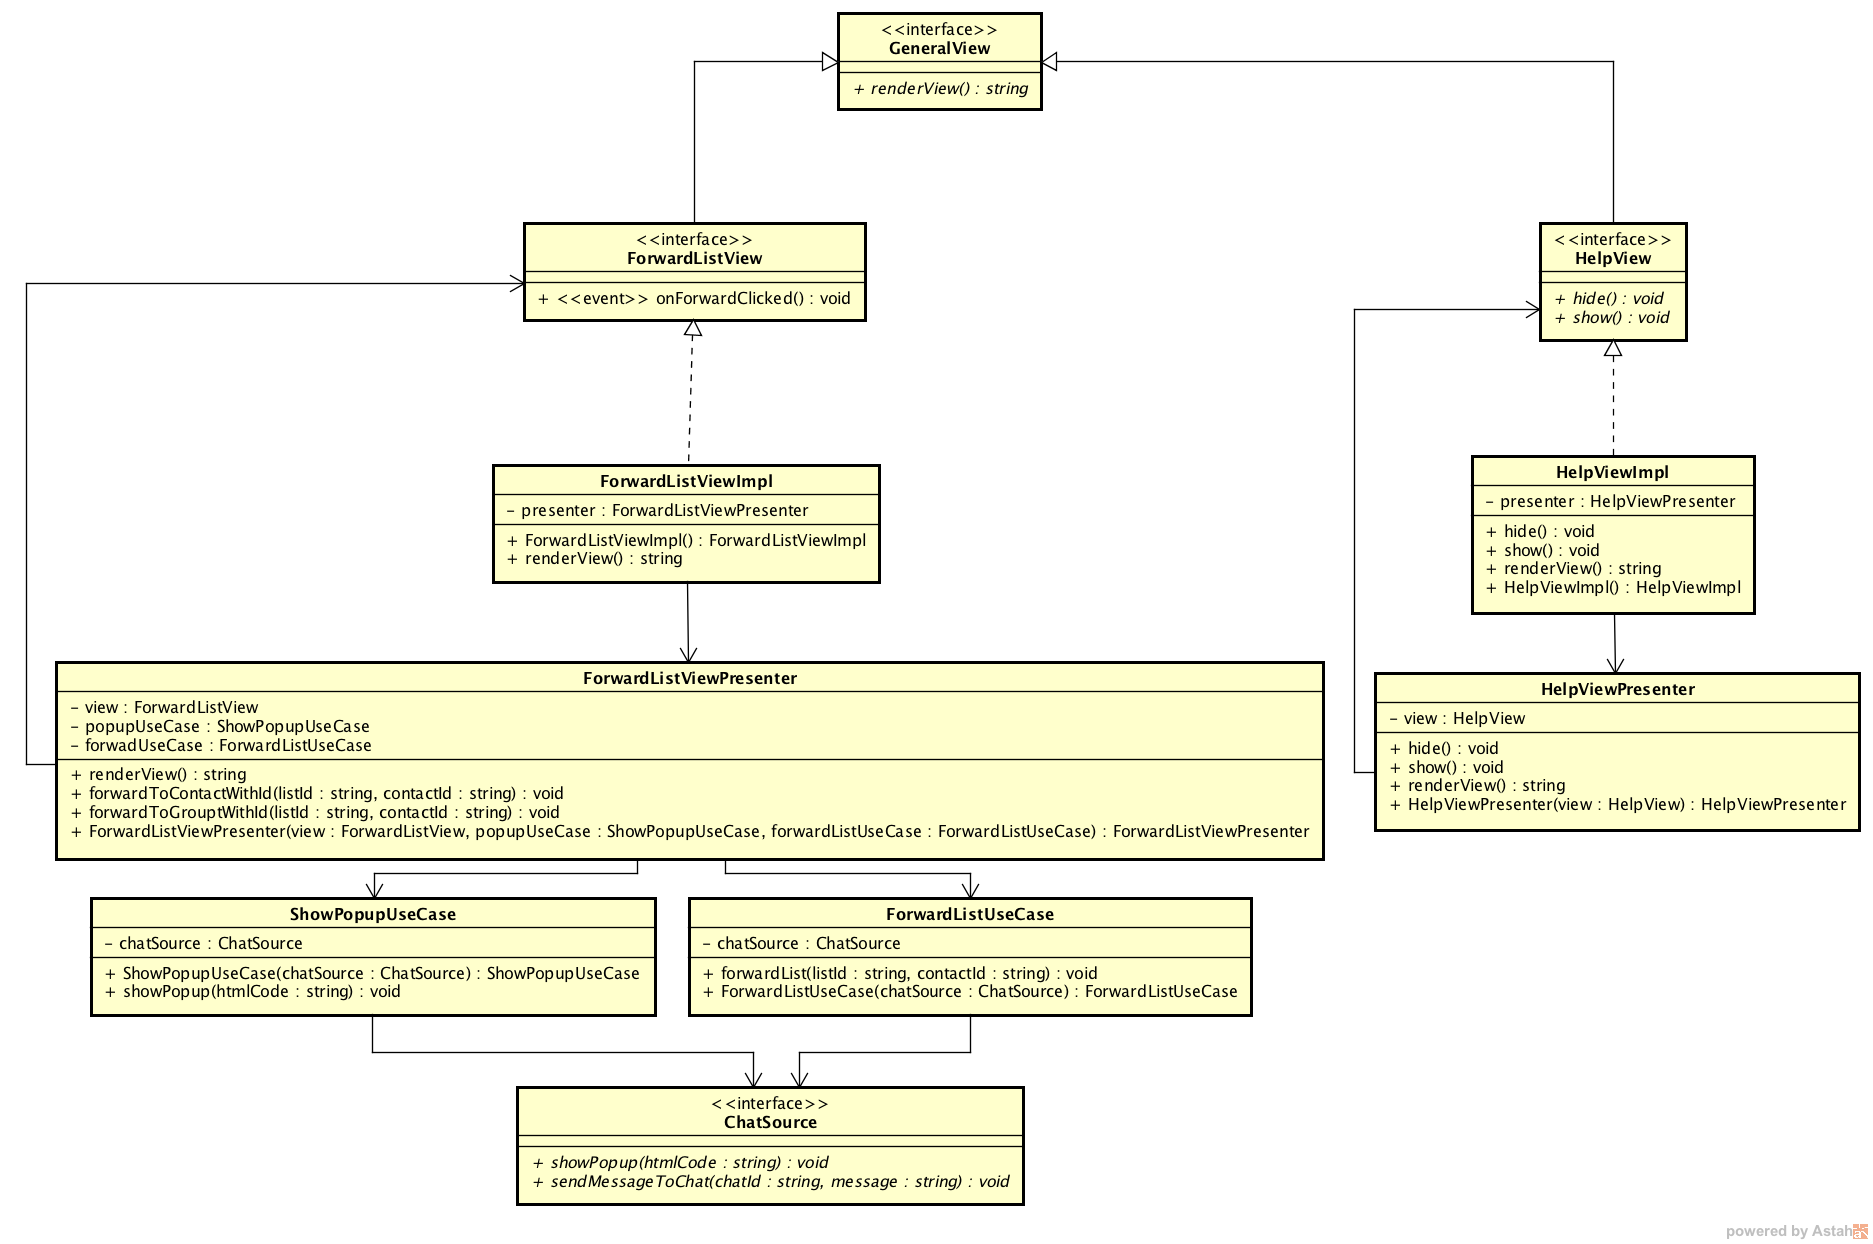 <<interface>>
GeneralView
+ renderView() : string
<<interface>>
ForwardListView
+ <<event>> onForwardClicked() : void
<<interface>>
HelpView
+ hide() : void
+ show() : void
ForwardListViewImpl
- presenter : ForwardListViewPresenter
+ ForwardListViewImpl() : ForwardListViewImpl
+ renderView() : string
HelpViewImpl
- presenter : HelpViewPresenter
+ hide() : void
+ show() : void
+ renderView() : string
+ HelpViewImpl() : HelpViewImpl
ForwardListViewPresenter
- view : ForwardListView
- popupUseCase : ShowPopupUseCase
- forwadUseCase : ForwardListUseCase
+ renderView() : string
+ forwardToContactWithId(listId : string, contactId : string) : void
+ forwardToGrouptWithId(listId : string, contactId : string) : void
+ ForwardListViewPresenter(view : ForwardListView, popupUseCase : ShowPopupUseCase, forwardListUseCase : ForwardListUseCase) : ForwardListViewPresenter
HelpViewPresenter
- view : HelpView
+ hide() : void
+ show() : void
+ renderView() : string
+ HelpViewPresenter(view : HelpView) : HelpViewPresenter
ShowPopupUseCase
- chatSource : ChatSource
+ ShowPopupUseCase(chatSource : ChatSource) : ShowPopupUseCase
+ showPopup(htmlCode : string) : void
ForwardListUseCase
- chatSource : ChatSource
+ forwardList(listId : string, contactId : string) : void
+ ForwardListUseCase(chatSource : ChatSource) : ForwardListUseCase
<<interface>>
ChatSource
+ showPopup(htmlCode : string) : void
+ sendMessageToChat(chatId : string, message : string) : void
powered by Astah